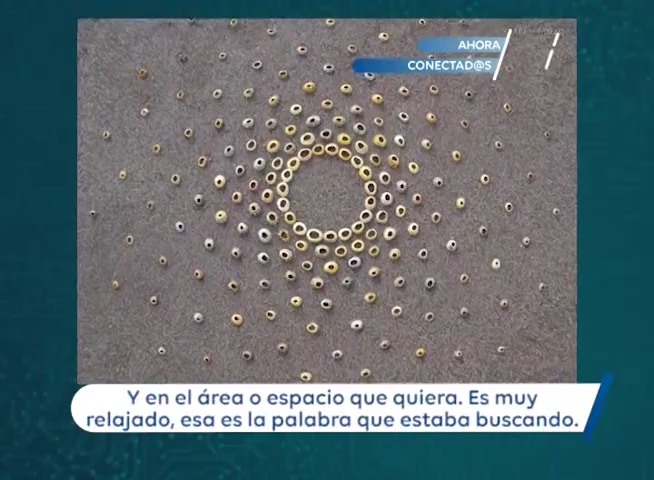 AHORA
CONECTAD@S
Y en el área o espacio que quiera. Es muy
relajado, esa es la palabra que estaba buscando.